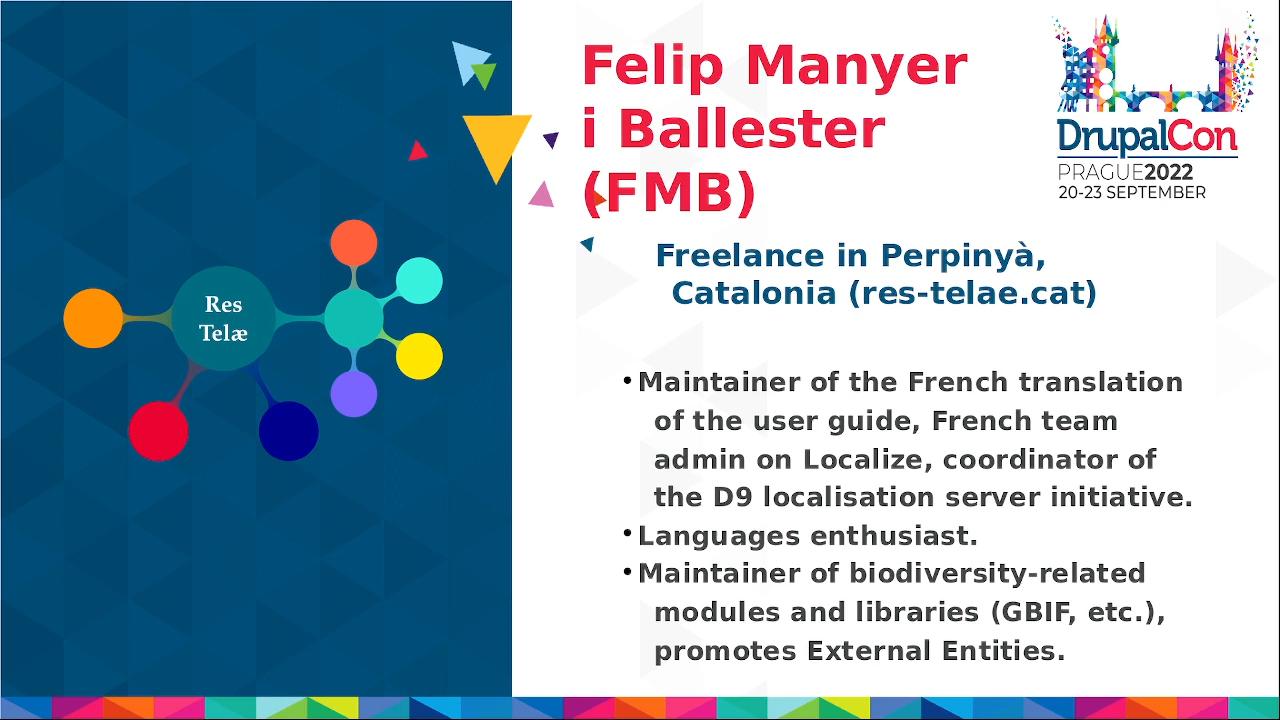 Felip Manyer
i Ballester
(FMB)
DrupalCon
PRAGUE2022
20-23 SEPTEMBER
Freelance in Perpinyà,
Catalonia (res-telae.cat)
Res
Telæ
•Maintainer of the French translation
of the user guide, French team
admin on Localize, coordinator of
the D9 localisation server initiative.
•Languages enthusiast.
•Maintainer of biodiversity-related
modules and libraries (GBIF, etc.),
promotes External Entities.